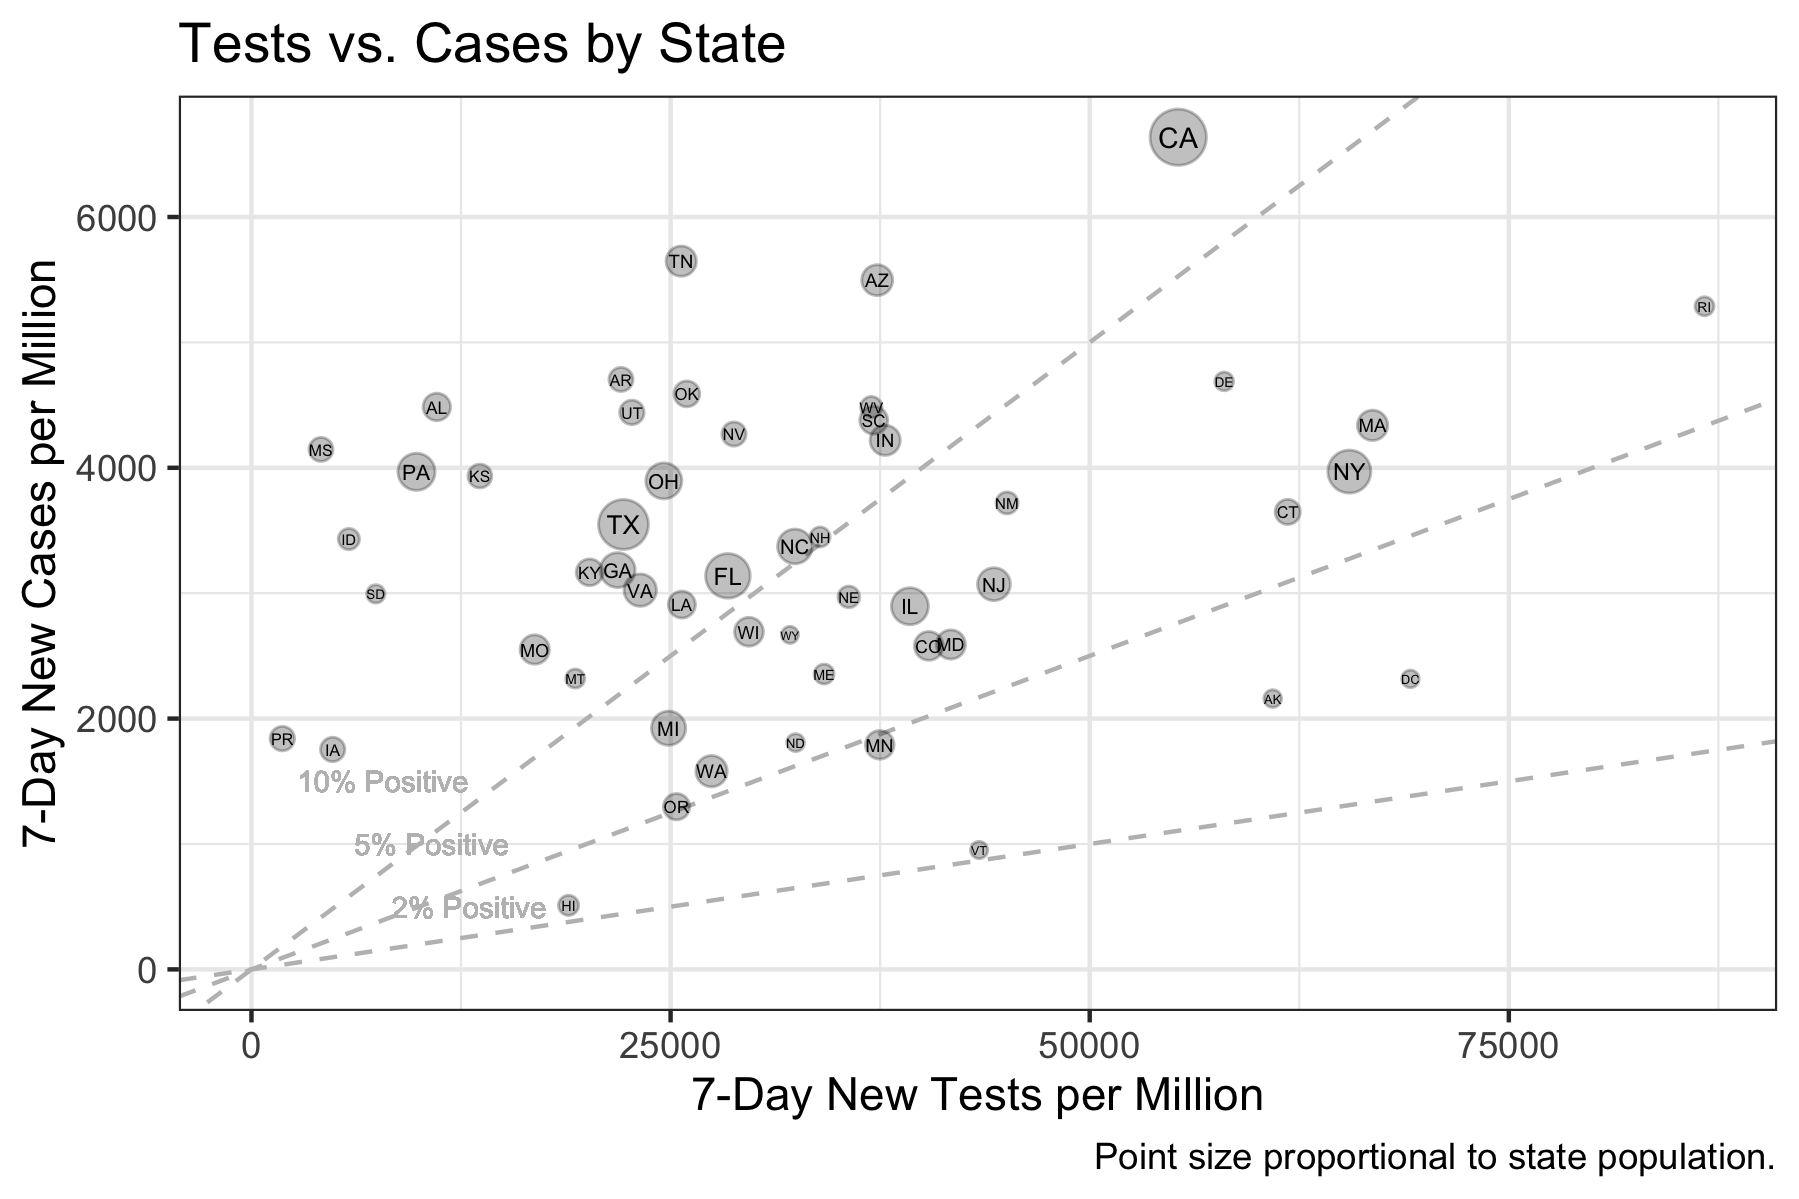 Tests vs. Cases by State
7-Day New Cases per Million
6000
4000
2000
0
CA
TN
AZ
RI
AR
DE
OK
AL
WV
UT
SC
MA
NV
IN
MS
PA
NY
KS
OH
NM
CT
TX
ID
NH
NC
KY
GA
FL
NJ
SD
VA
NE
LA
IL
WI
WY
MO
CO
MD
ME
MT
DC
AK
MI
PR
ND
MN
IA
WA
10% Positive
OR
5% Positive
VT
2% Positive
HI
0
25000
50000
75000
7-Day New Tests per Million
Point size proportional to state population.